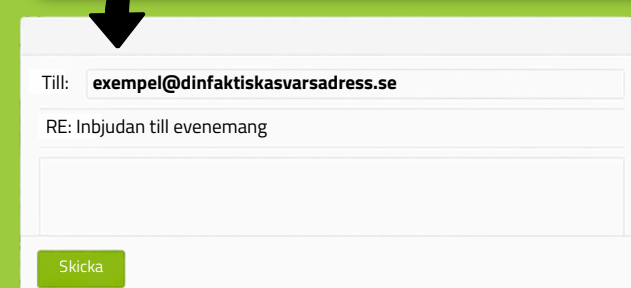 Till: exempel@dinfaktiskasvarsadress.se
RE: Inbjudan till evenemang
Skicka